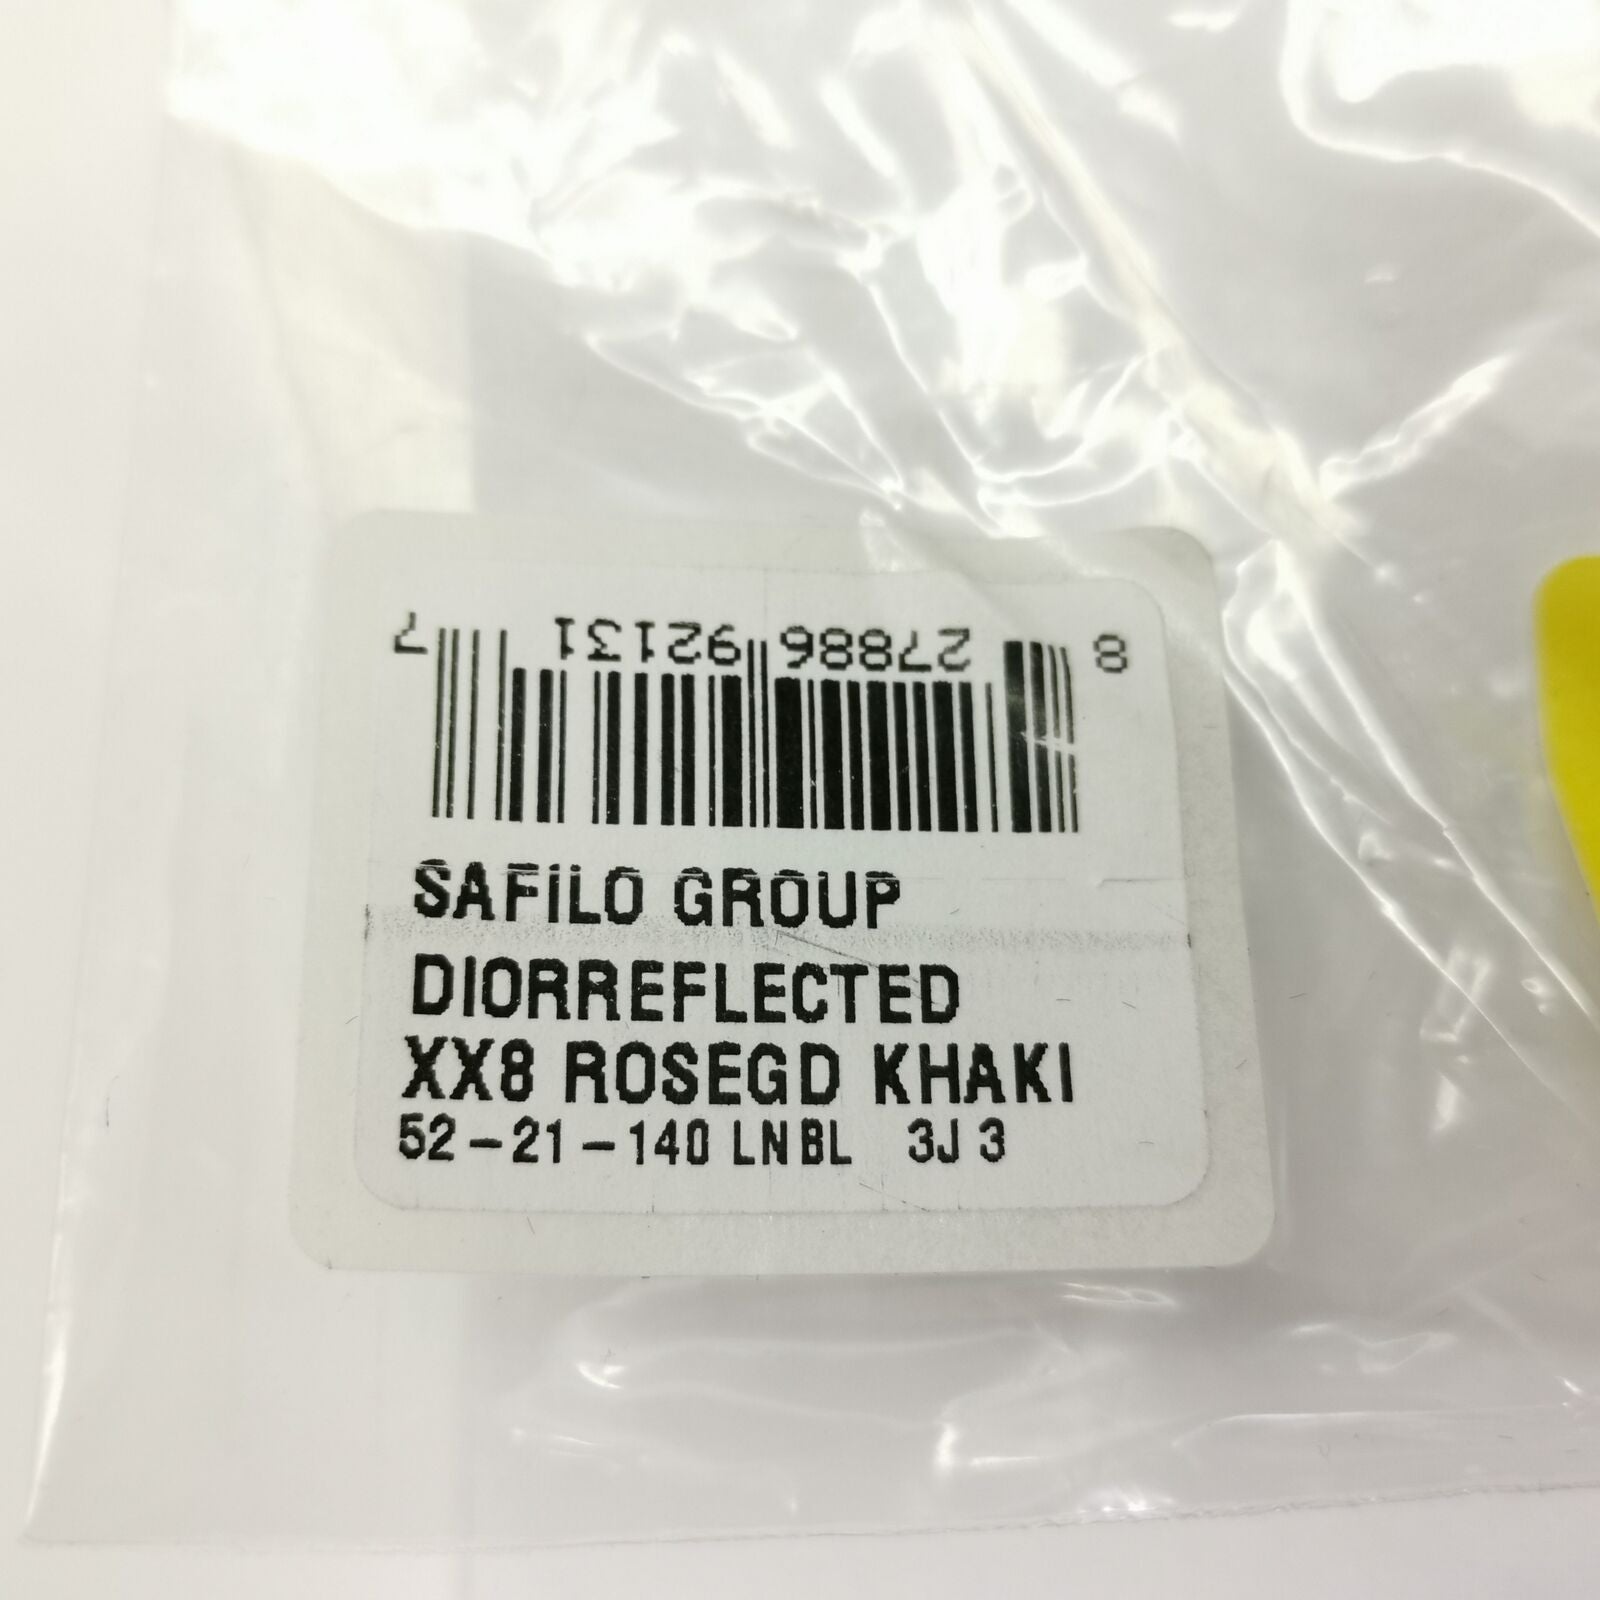 8 27886 92131 7
SAFiLO GROUP
DIORREFLECTED
XX8 ROSEGD KHAKI
52-21-140 LNBL 3J 3